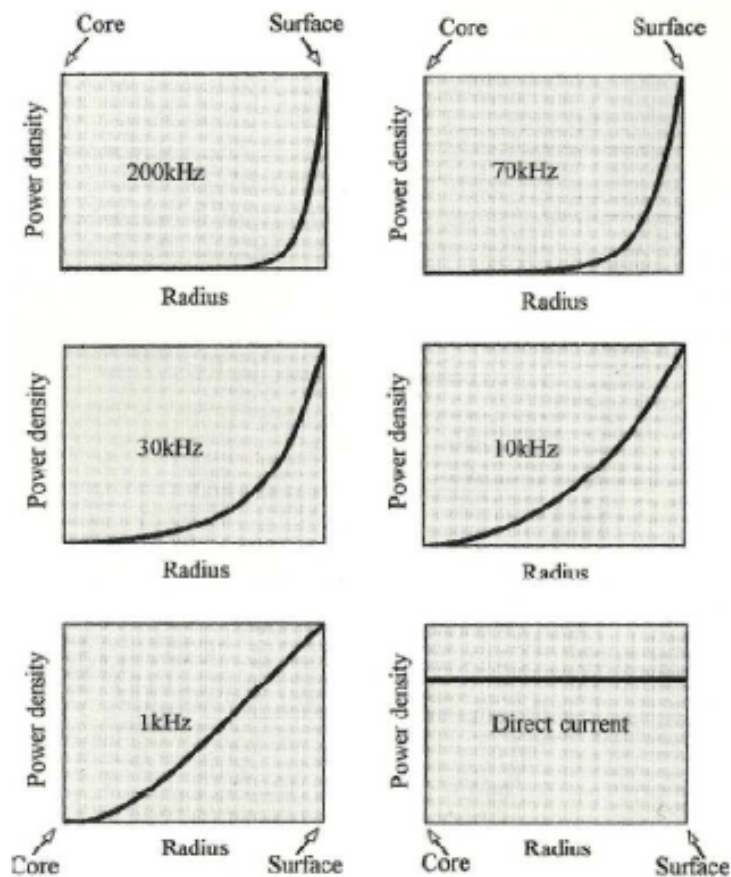 Core Surface
Power density
200kHz
Radius
Core Surface
Power density
70kHz
Radius
Power density
30kHz
Radius
Power density
10kHz
Radius
Power density
1kHz
Core Radius Surface
Power density
Direct current
Radius
Core Surface